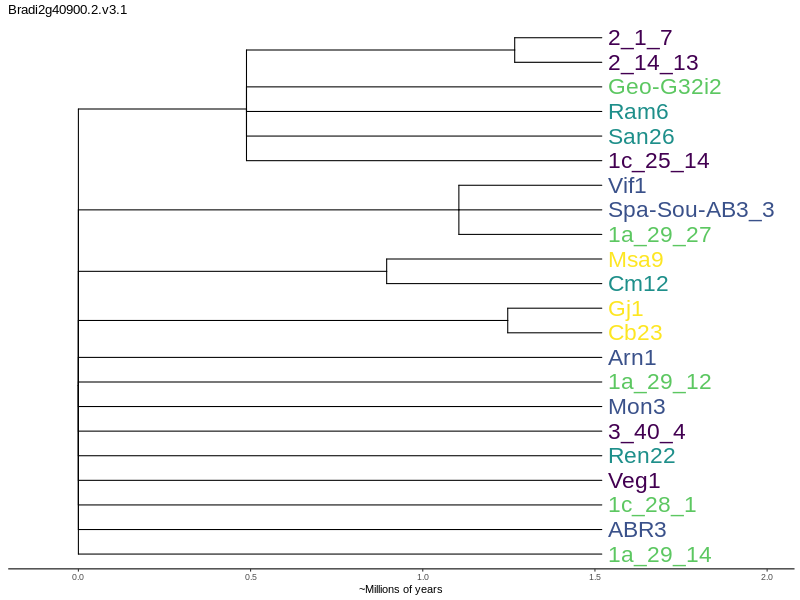 Bradi2g40900.2.v3.1
2_1_7
2_14_13
Geo-G32i2
Ram6
San26
1c_25_14
Vif1
Spa-Sou-AB3_3
1a_29_27
Msa9
Cm12
Gj1
Cb23
Arn1
1a_29_12
Mon3
3_40_4
Ren22
Veg1
1c_28_1
ABR3
1a_29_14
0.0 0.5 1.0 1.5 2.0
~Millions of years